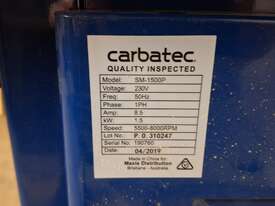 carbatec
QUALITY INSPECTED
Model: SM-1500P
Voltage: 230V
Freq: 50Hz
Phase: 1PH
Amp: 8.5
kW: 1.5
Speed: 5500-8000RPM
Lot No: P. O. 310247
Serial: 190760
Date: 04/2019
Made in China for:
Maxis Distribution
Brisbane - Australia